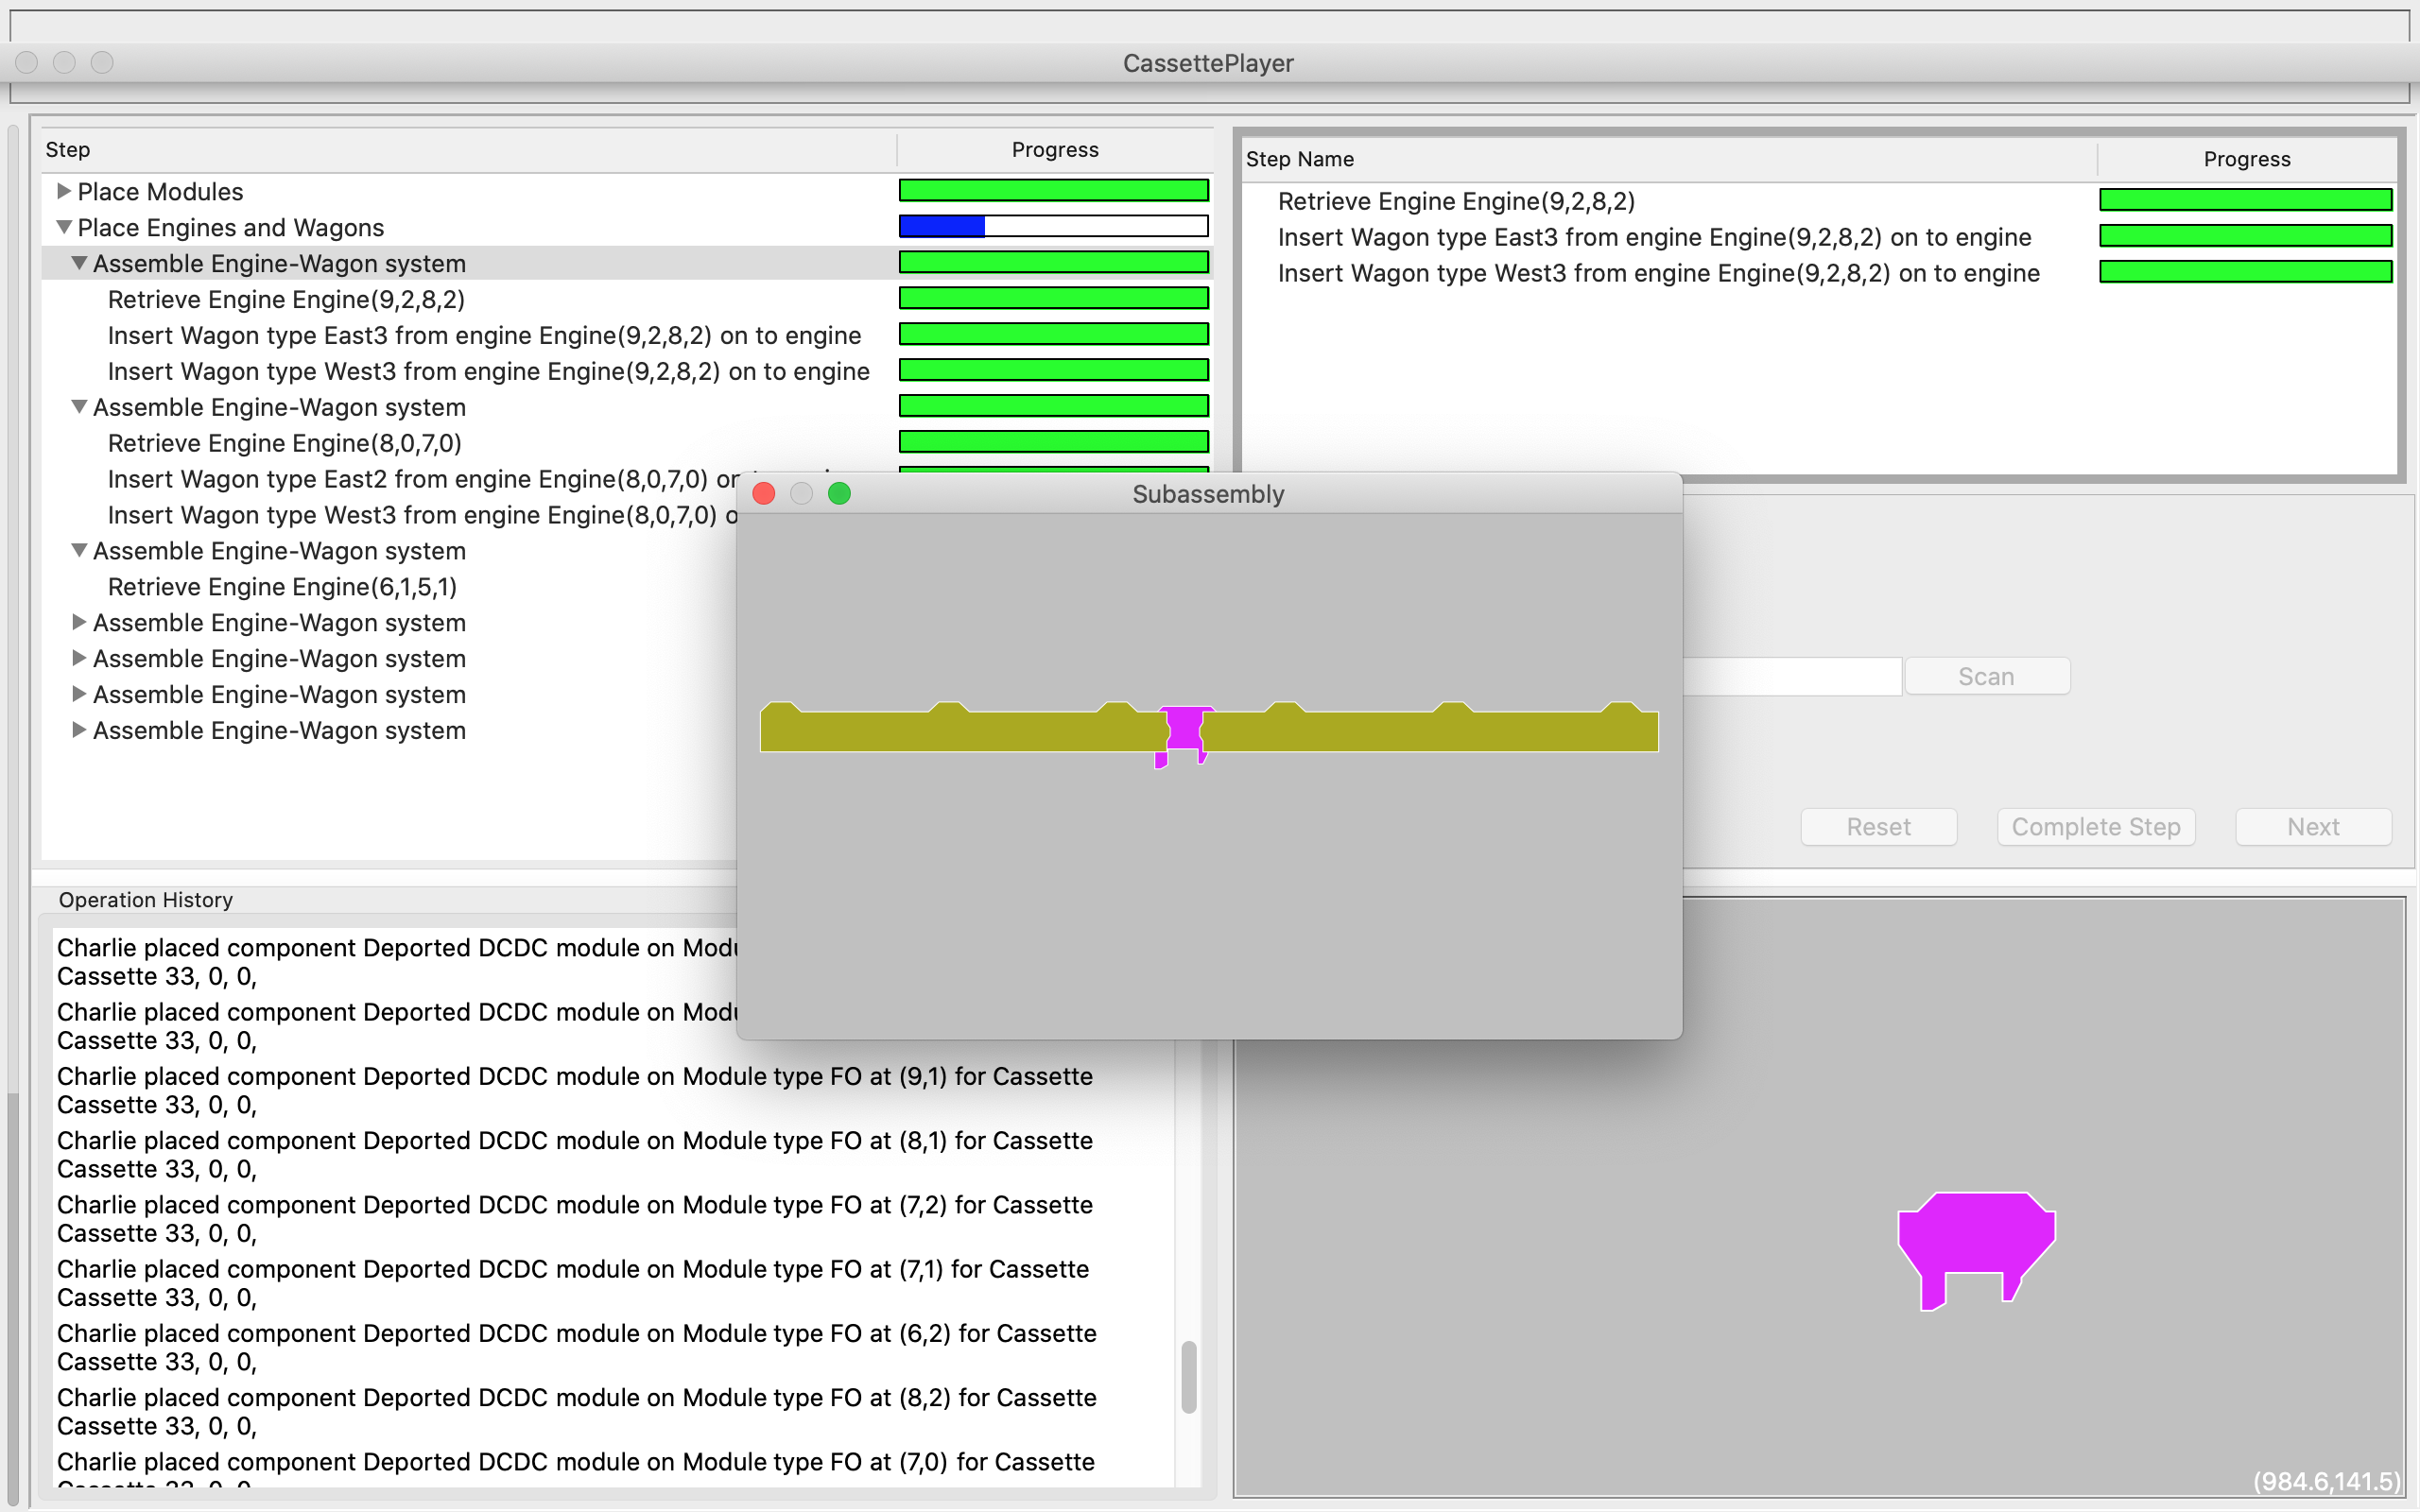 CassettePlayer
Step Progress
Place Modules
Place Engines and Wagons
Assemble Engine-Wagon system
Retrieve Engine Engine(9,2,8,2)
Insert Wagon type East3 from engine Engine(9,2,8,2) on to engine
Insert Wagon type West3 from engine Engine(9,2,8,2) on to engine
Assemble Engine-Wagon system
Retrieve Engine Engine(8,0,7,0)
Insert Wagon type East2 from engine Engine(8,0,7,0)
Insert Wagon type West3 from engine Engine(8,0,7,0)
Assemble Engine-Wagon system
Retrieve Engine Engine(6,1,5,1)
Assemble Engine-Wagon system
Assemble Engine-Wagon system
Assemble Engine-Wagon system
Assemble Engine-Wagon system
Step Name Progress
Retrieve Engine Engine(9,2,8,2)
Insert Wagon type East3 from engine Engine(9,2,8,2) on to engine
Insert Wagon type West3 from engine Engine(9,2,8,2) on to engine
Subassembly
Scan
Reset Complete Step Next
Operation History
Charlie placed component Deported DCDC module on
Cassette 33, 0, 0,
Charlie placed component Deported DCDC module on
Cassette 33, 0, 0,
Charlie placed component Deported DCDC module on Module type FO at (9,1) for Cassette
Cassette 33, 0, 0,
Charlie placed component Deported DCDC module on Module type FO at (8,1) for Cassette
Cassette 33, 0, 0,
Charlie placed component Deported DCDC module on Module type FO at (7,2) for Cassette
Cassette 33, 0, 0,
Charlie placed component Deported DCDC module on Module type FO at (7,1) for Cassette
Cassette 33, 0, 0,
Charlie placed component Deported DCDC module on Module type FO at (6,2) for Cassette
Cassette 33, 0, 0,
Charlie placed component Deported DCDC module on Module type FO at (8,2) for Cassette
Cassette 33, 0, 0,
Charlie placed component Deported DCDC module on Module type FO at (7,0) for Cassette
(984.6,141.5)